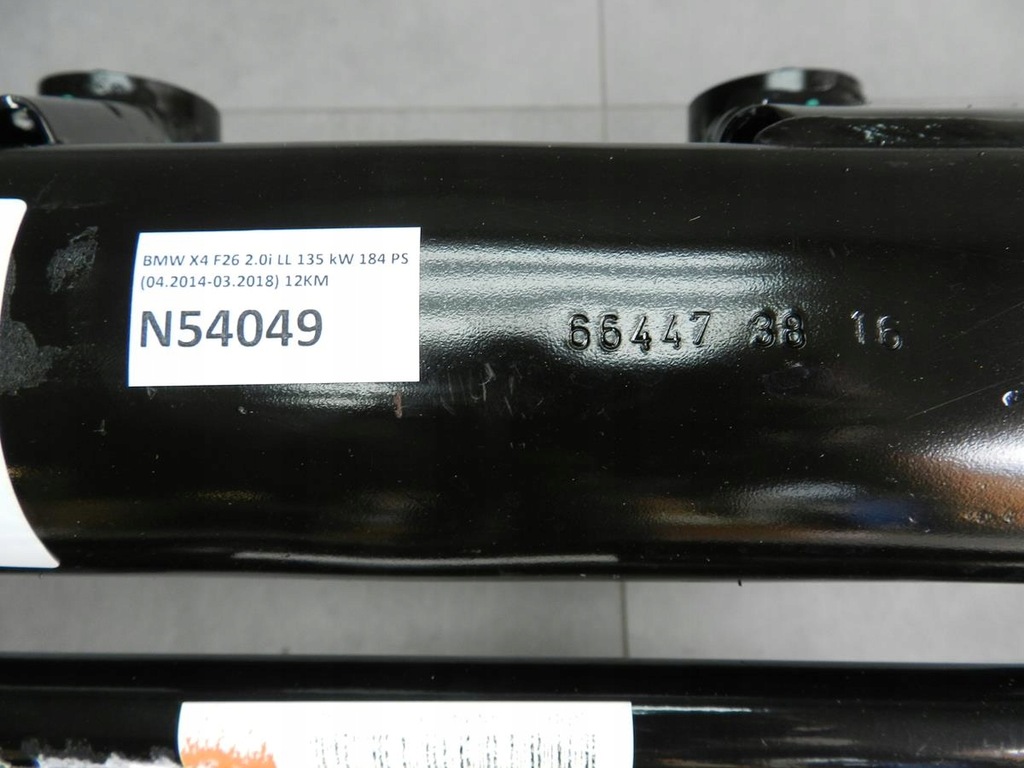 BMW X4 F26 2.0i LL 135 kW 184 PS
(04.2014-03.2018) 12KM
N54049
66447 38 16